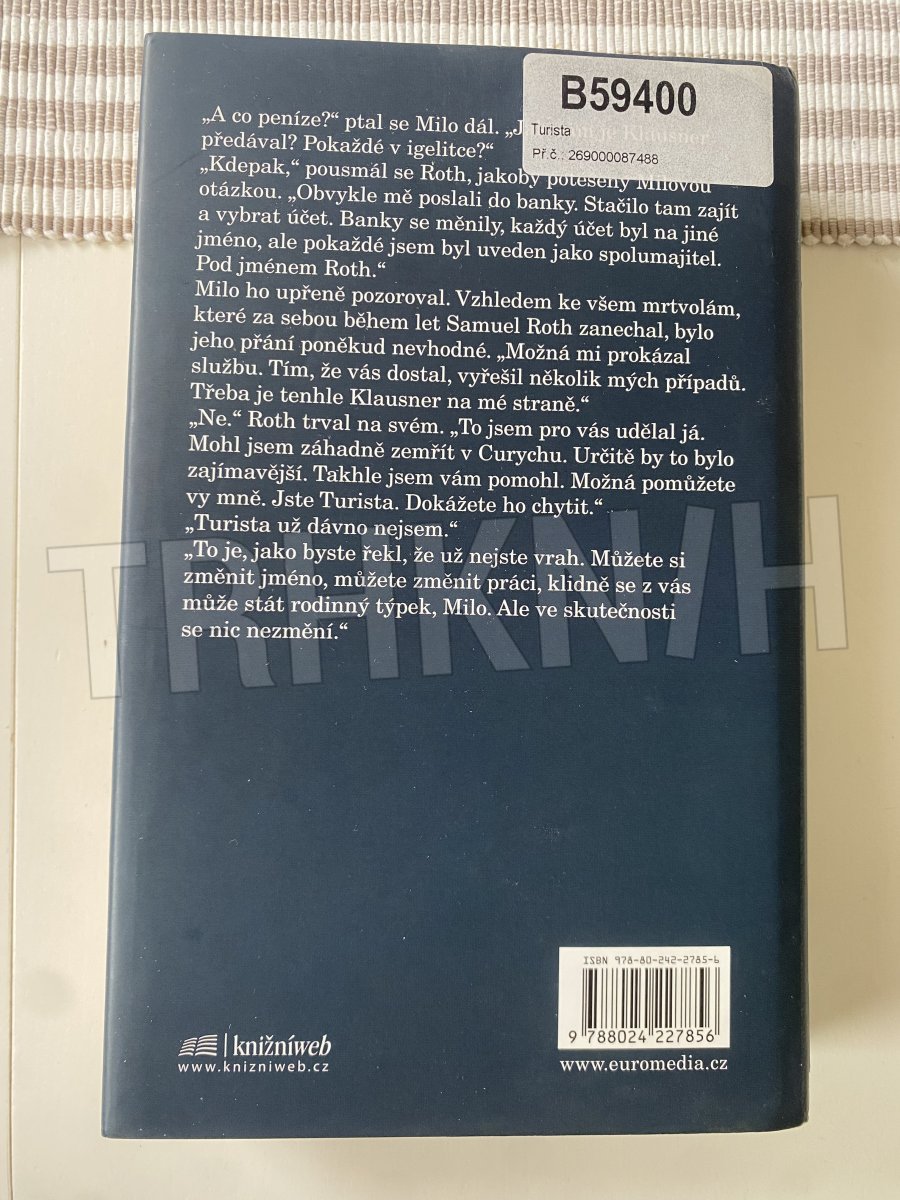 B59400
Turista
Př.č.: 269000087488
„A co peníze?“ ptal se Milo dál. „J Klausner
předával? Pokaždé v igelitce?“
„Kdepak,“ pousmál se Roth, jakoby potěšený Milovou
otázkou. „Obvykle mě poslali do banky. Stačilo tam zajít
a vybrat účet. Banky se měnily, každý účet byl na jiné
jméno, ale pokaždé jsem byl uveden jako spolumajitel.
Pod jménem Roth.“
Milo ho upřeně pozoroval. Vzhledem ke všem mrtvolám,
které za sebou během let Samuel Roth zanechal, bylo
jeho přání poněkud nevhodné. „Možná mi prokázal
službu. Tím, že vás dostal, vyřešil několik mých případů.
Třeba je tenhle Klausner na mé straně.“
„Ne.“ Roth trval na svém. „To jsem pro vás udělal já.
Mohl jsem záhadně zemřít v Curychu. Určitě by to bylo
zajímavější. Takhle jsem vám pomohl. Možná pomůžete
vy mně. Jste Turista. Dokážete ho chytit.“
„Turista už dávno nejsem.“
„To je, jako byste řekl, že už nejste vrah. Můžete si
změnit jméno, můžete změnit práci, klidně se z vás
může stát rodinný týpek, Milo. Ale ve skutečnosti
se nic nezmění.“
TRHKNIH
ISBN 978-80-242-2785-6
9 788024 227856
knižníweb
www.knizniweb.cz
www.euromedia.cz